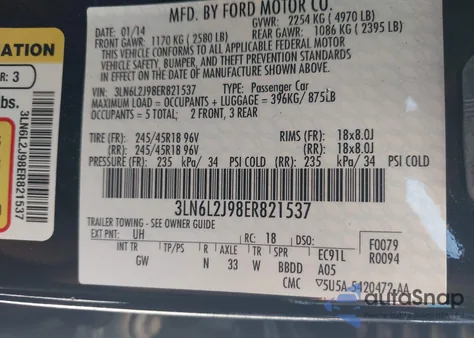 MFD. BY FORD MOTOR CO.
01/14
GVWR: 2254 KG ( 4970 LB)
FRONT GAWR: 1170 KG ( 2580 LB)
REAR GAWR: 1086 KG ( 2395 LB)
THIS VEHICLE CONFORMS TO ALL APPLICABLE FEDERAL MOTOR
VEHICLE SAFETY, BUMPER, AND THEFT PREVENTION STANDARDS IN
EFFECT ON THE DATE OF MANUFACTURE SHOWN ABOVE.
VIN: 3LN6L2J98ER821537
TYPE: Passenger Car
MAXIMUM LOAD = OCCUPANTS + LUGGAGE = 396KG/ 875LB
OCCUPANTS = 5 TOTAL: 2 FRONT, 3 REAR
TIRE (FR): 245/45R18 96V RIMS (FR): 18x8.0J
(RR): 245/45R18 96V (RR): 18x8.0J
PRESSURE (FR) 235 kPa/ 34 PSI COLD (RR) 235 kPa/ 34 PSI COLD
3LN6L2J98ER821537
TRAILER TOWING - SEE OWNER GUIDE
EXT PNT: UH RC: 18 DSO: F0079
INT TR TP/PS R AXLE TR SPR EC91L R0094
GW N 33 W BBDD A05
CMC 5U5A-5420472-AA
ATION
R: 3
lbs.
3LN6L2J98ER821537
autoSnap